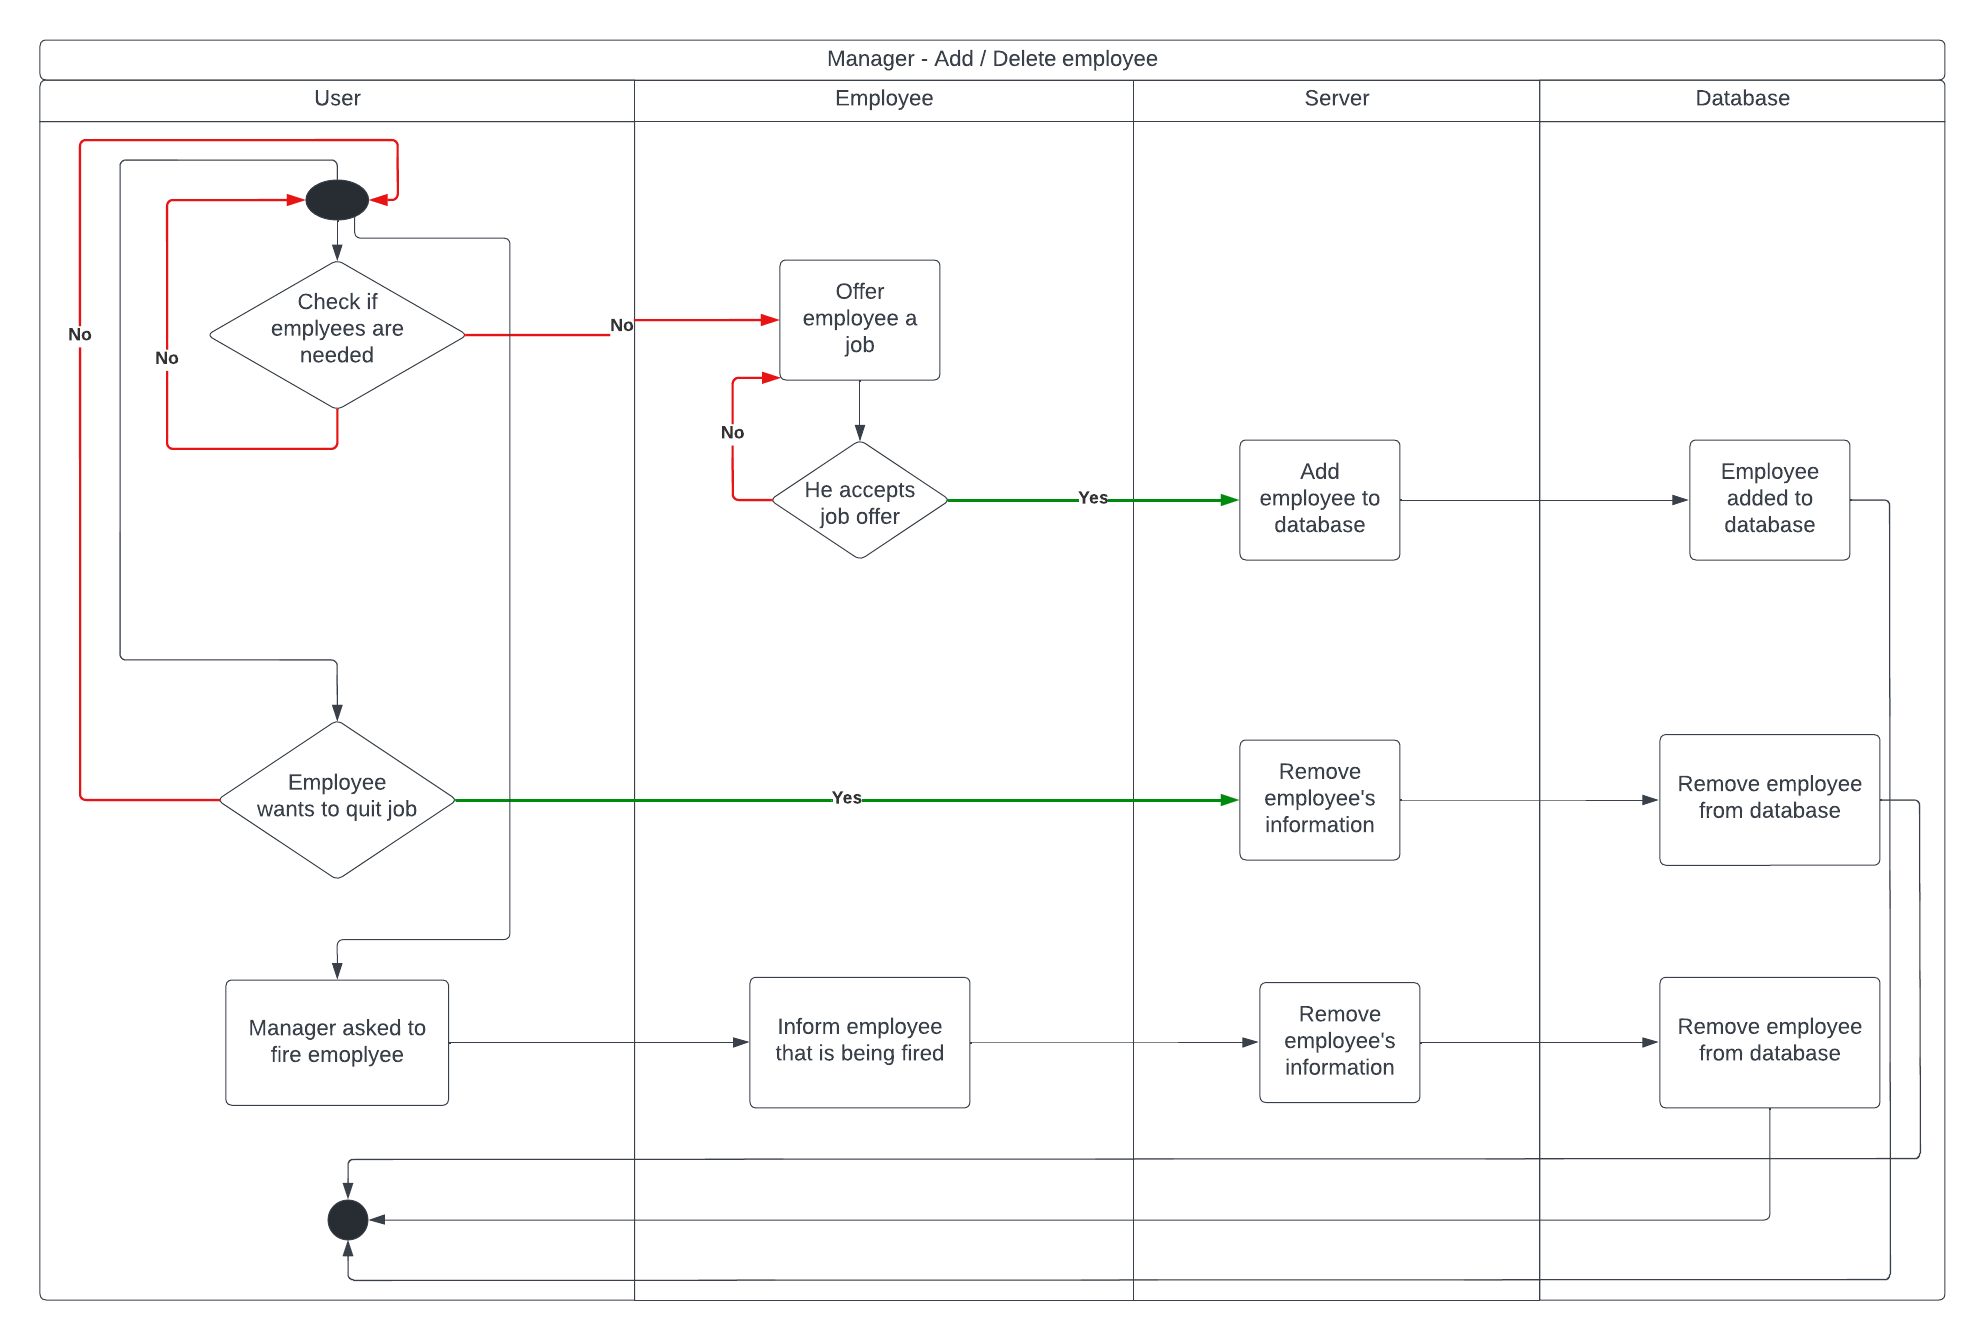 Manager - Add / Delete employee
User
Employee
Server
Database
Check if
emplyees are
needed
No
No
No
Offer
employee a
job
No
He accepts
job offer
Yes
Add
employee to
database
Employee
added to
database
Employee
wants to quit job
Yes
Remove
employee's
information
Remove employee
from database
Manager asked to
fire emoplyee
Inform employee
that is being fired
Remove
employee's
information
Remove employee
from database